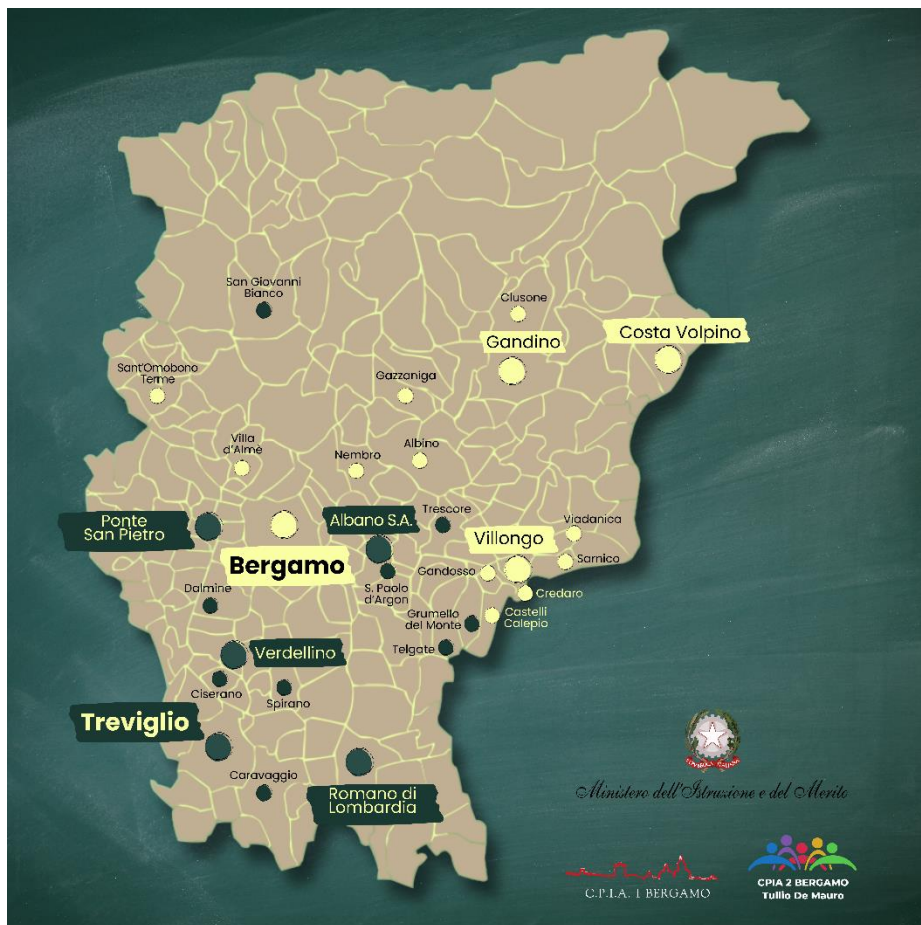 San Giovanni
Bianco
Clusone
Gandino
Costa Volpino
Sant'Omobono
Terme
Gazzaniga
Villa
d'Almè
Nembro
Albino
Ponte
San Pietro
Bergamo
Albano S.A.
Trescore
Villongo
Viadanica
Sarnico
Gandosso
Credaro
S. Paolo
d'Argon
Dalmine
Grumello
del Monte
Castelli
Calepio
Telgate
Verdellino
Ciserano
Spirano
Treviglio
Caravaggio
Romano di
Lombardia
REPVBBLICA ITALIANA
Ministero dell'Istruzione e del Merito
C.P.I.A. 1 BERGAMO
CPIA 2 BERGAMO
Tullio De Mauro